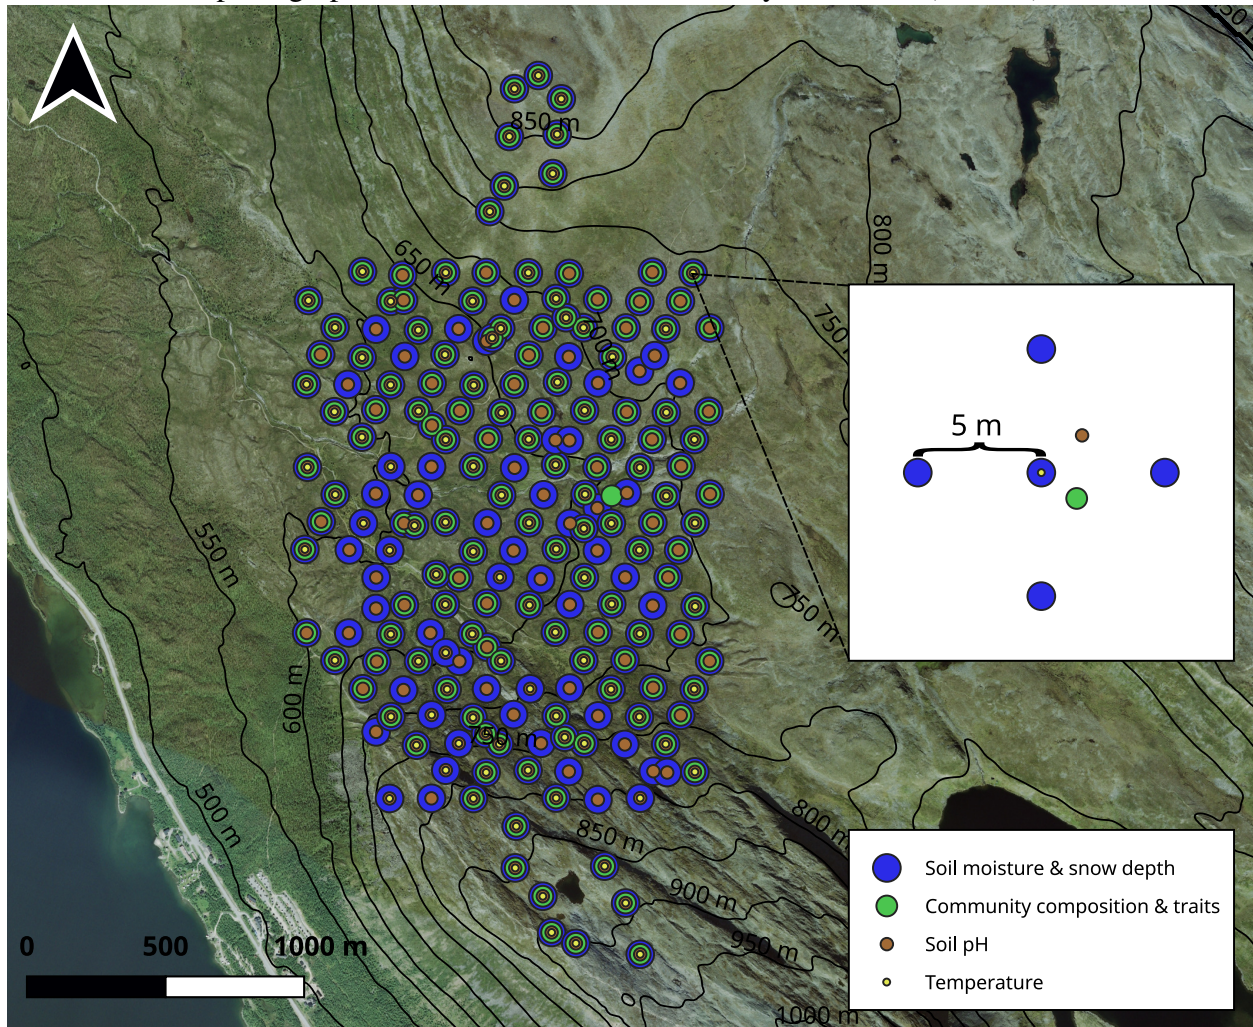 850 m
800 m
650 m
700 m
750
5 m
550 m
750 m
600 m
700 m
500 m
800 m
850 m
900 m
950 m
1000 m
Soil moisture & snow depth
Community composition & traits
Soil pH
Temperature
0 500 1000 m